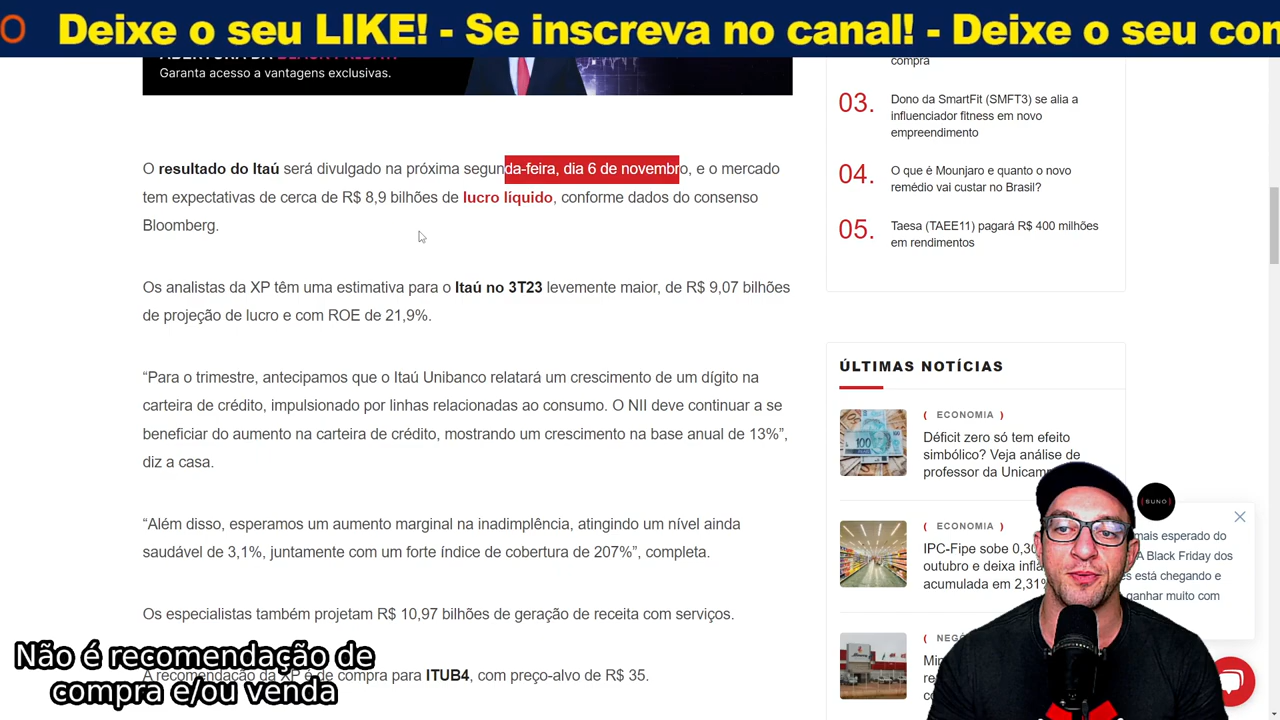 O Deixe o seu LIKE! - Se inscreva no canal! - Deixe o seu com
Garanta acesso a vantagens exclusivas.
O resultado do Itaú será divulgado na próxima segunda-feira, dia 6 de novembro, e o mercado
tem expectativas de cerca de R$ 8,9 bilhões de lucro líquido, conforme dados do consenso
Bloomberg.
Os analistas da XP têm uma estimativa para o Itaú no 3T23 levemente maior, de R$ 9,07 bilhões
de projeção de lucro e com ROE de 21,9%.
“Para o trimestre, antecipamos que o Itaú Unibanco relatará um crescimento de um dígito na
carteira de crédito, impulsionado por linhas relacionadas ao consumo. O NII deve continuar a se
beneficiar do aumento na carteira de crédito, mostrando um crescimento na base anual de 13%”,
diz a casa.
“Além disso, esperamos um aumento marginal na inadimplência, atingindo um nível ainda
saudável de 3,1%, juntamente com um forte índice de cobertura de 207%”, completa.
Os especialistas também projetam R$ 10,97 bilhões de geração de receita com serviços.
A recomendação da XP é de compra para ITUB4, com preço-alvo de R$ 35.
Não é recomendação de
compra e/ou venda
compra
03. Dono da SmartFit (SMFT3) se alia a
influenciador fitness em novo
empreendimento
04. O que é Mounjaro e quanto o novo
remédio vai custar no Brasil?
05. Taesa (TAEE11) pagará R$ 400 milhões
em rendimentos
ÚLTIMAS NOTÍCIAS
( ECONOMIA )
Déficit zero só tem efeito
simbólico? Veja análise de
professor da Unicam
( ECONOMIA )
IPC-Fipe sobe 0,30
outubro e deixa infl
acumulada em 2,31%
( NEGÓ
Min
re
co
(SUNO)
mais esperado do
A Black Friday dos
es está chegando e
ganhar muito com